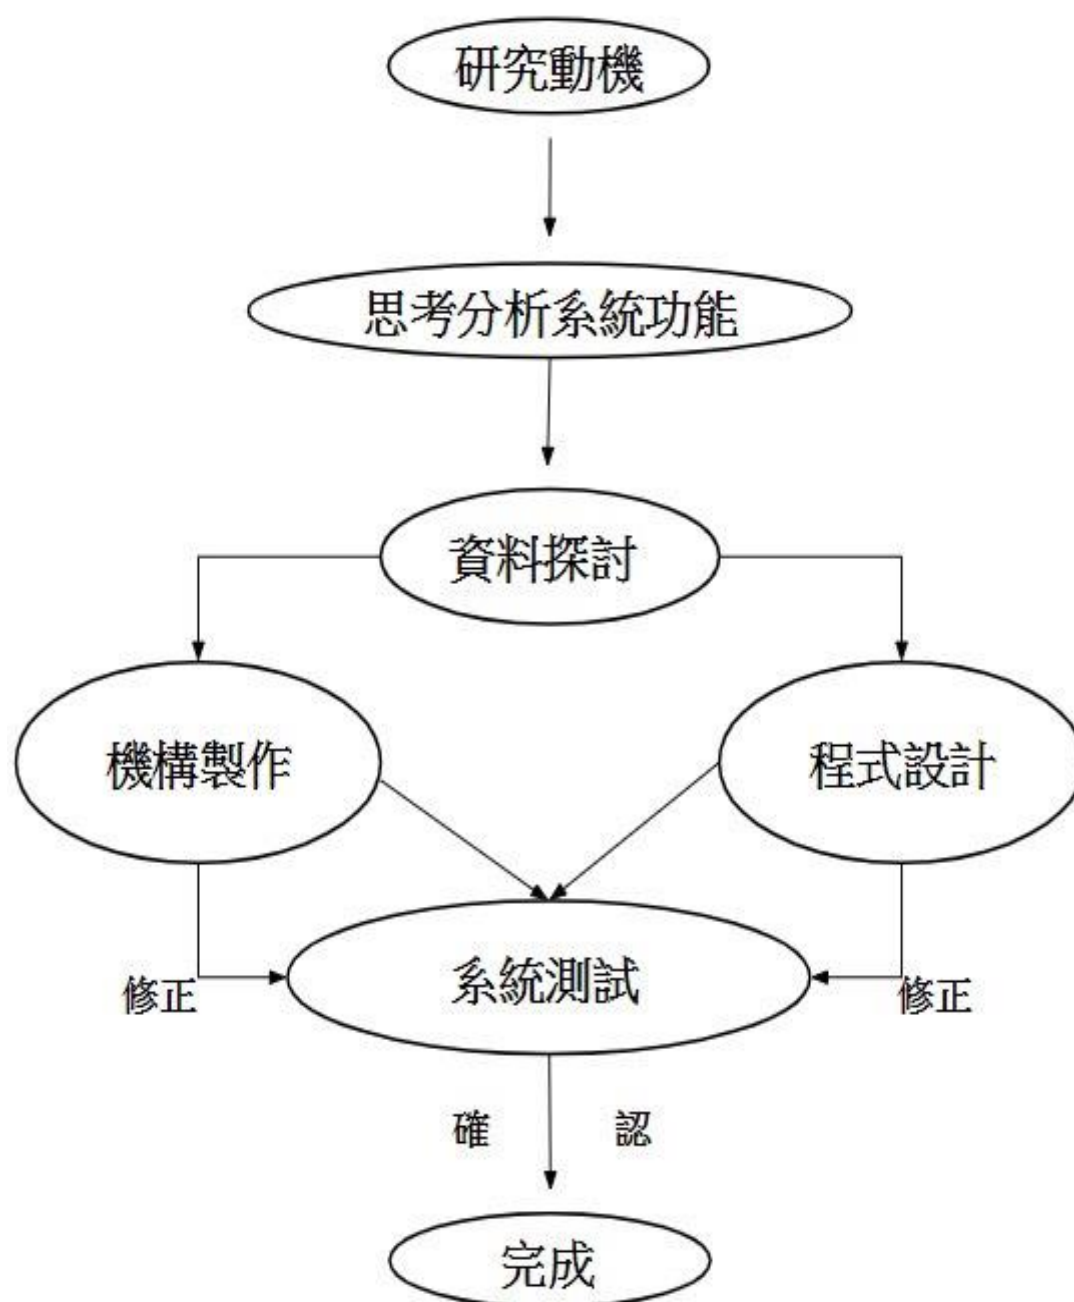 研究動機
思考分析系統功能
資料探討
機構製作
程式設計
系統測試
修正
修正
確 認
完成